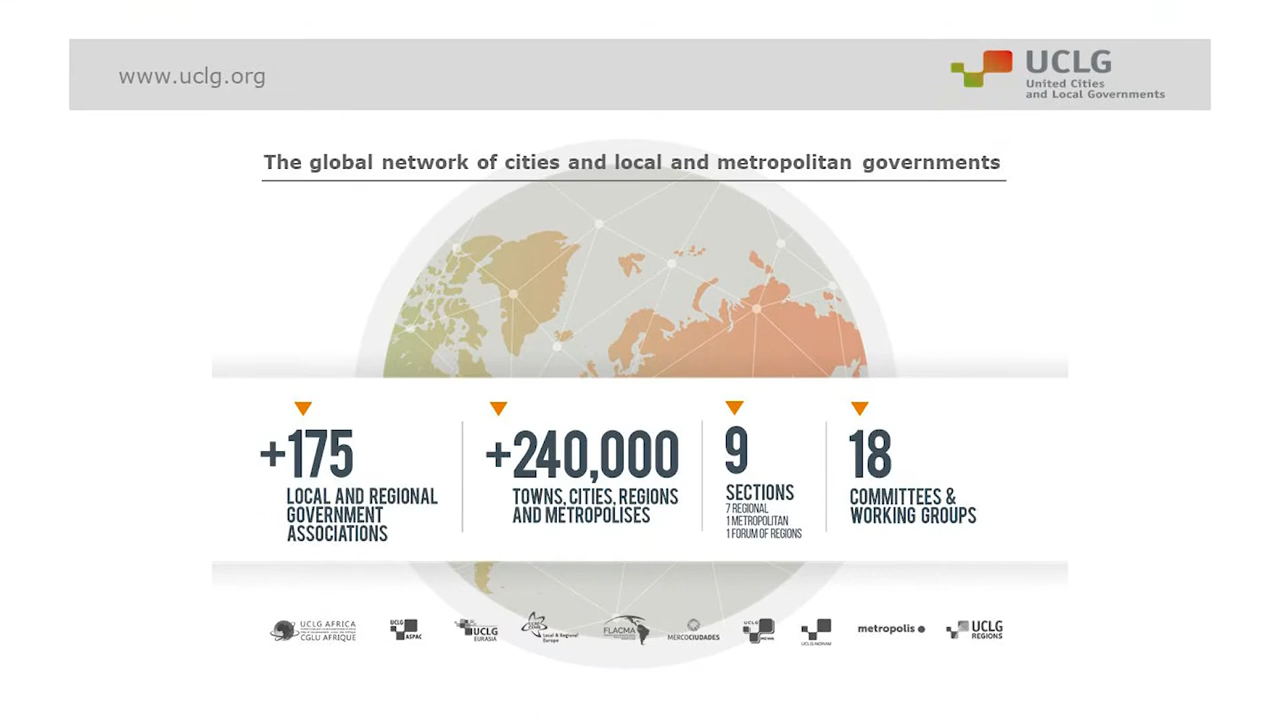 www.uclg.org
UCLG
United Cities
and Local Governments
The global network of cities and local and metropolitan governments
+175
LOCAL AND REGIONAL
GOVERNMENT
ASSOCIATIONS
+240,000
TOWNS, CITIES, REGIONS
AND METROPOLISES
9
SECTIONS
7 REGIONAL
1 METROPOLITAN
1 FORUM OF REGIONS
18
COMMITTEES &
WORKING GROUPS
UCLG AFRICA
CGLU AFRIQUE
UCLG
ASPAC
UCLG
EURASIA
Local & Regional
Europe
FLACMA
MERCOCIUDADES
UCLG
MEWA
UCLG-NORAM
metropolis
UCLG
REGIONS